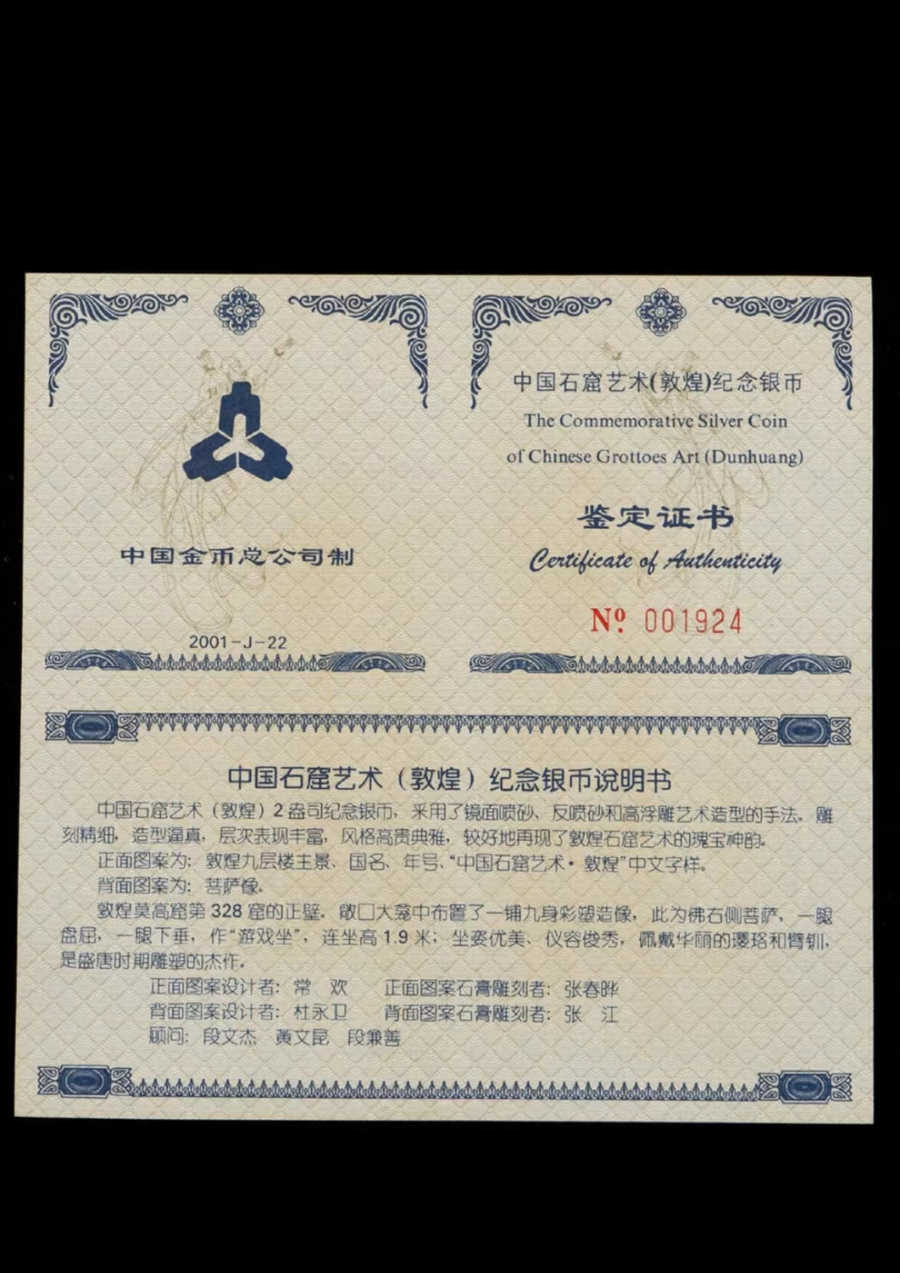 中国金币总公司制
2001-J-22
中国石窟艺术(敦煌)纪念银币
The Commemorative Silver Coin
of Chinese Grottoes Art (Dunhuang)
鉴定证书
Certificate of Authenticity
Nº 001924
中国石窟艺术（敦煌）纪念银币说明书
中国石窟艺术（敦煌）2盎司纪念银币，采用了镜面喷砂、反喷砂和高浮雕艺术造型的手法，雕
刻精细，造型逼真，层次表现丰富，风格高贵典雅，较好地再现了敦煌石窟艺术的瑰宝神韵。
正面图案为：敦煌九层楼主景、国名、年号、“中国石窟艺术·敦煌”中文字样。
背面图案为：菩萨像。
敦煌莫高窟第 328 窟的正壁，敞口大龛中布置了一铺九身彩塑造像，此为佛右侧菩萨，一腿
盘屈，一腿下垂，作“游戏坐”，连坐高 1.9 米；坐姿优美、仪容俊秀，佩戴华丽的璎珞和臂钏，
是盛唐时期雕塑的杰作。
正面图案设计者：常 欢 正面图案石膏雕刻者：张春晔
背面图案设计者：杜永卫 背面图案石膏雕刻者：张 江
顾问：段文杰 黄文昆 段兼善